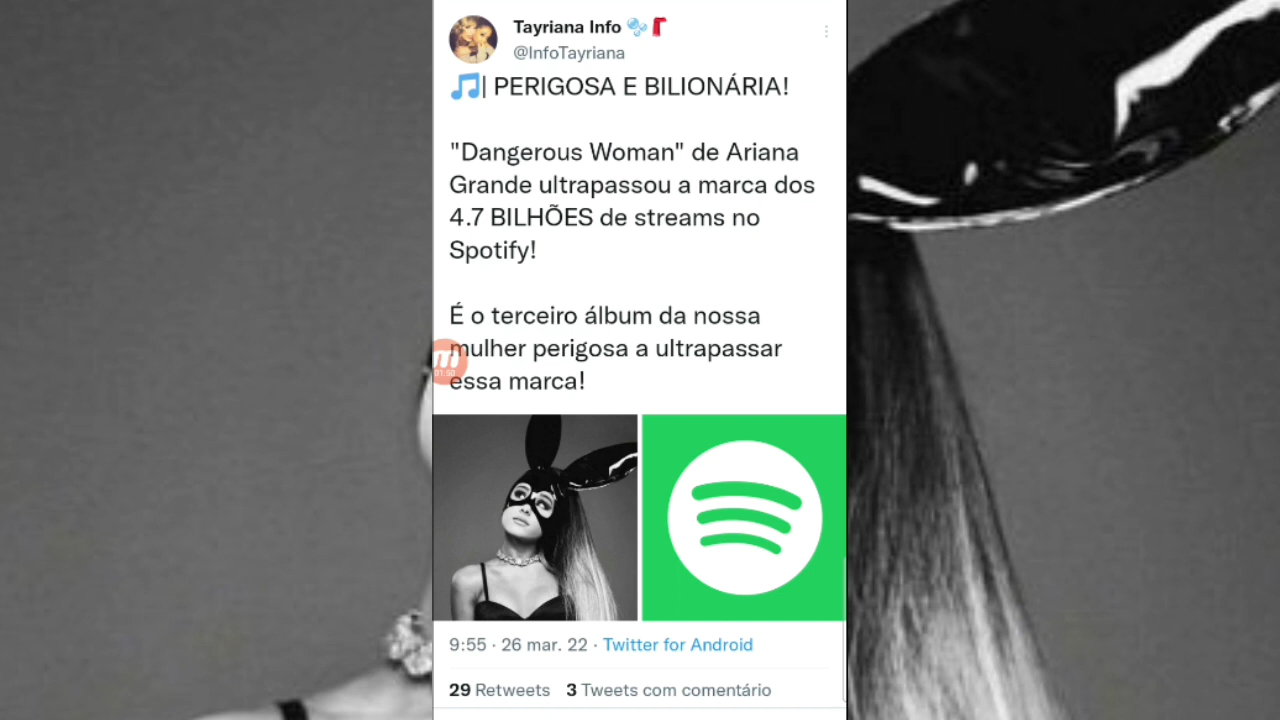 Tayriana Info
@InfoTayriana
🎵| PERIGOSA E BILIONÁRIA!
"Dangerous Woman" de Ariana
Grande ultrapassou a marca dos
4.7 BILHÕES de streams no
Spotify!
É o terceiro álbum da nossa
mulher perigosa a ultrapassar
essa marca!
m
01:50
9:55 · 26 mar. 22 · Twitter for Android
29 Retweets 3 Tweets com comentário